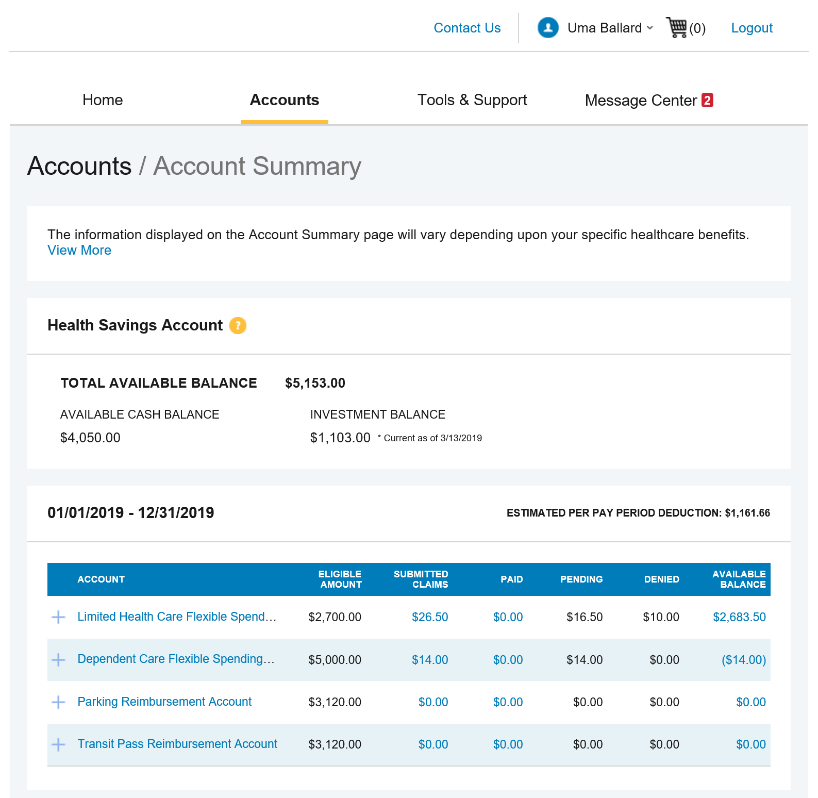 Contact Us Uma Ballard (0) Logout
Home Accounts Tools & Support Message Center 2
Accounts / Account Summary
The information displayed on the Account Summary page will vary depending upon your specific healthcare benefits.
View More
Health Savings Account ?
TOTAL AVAILABLE BALANCE $5,153.00
AVAILABLE CASH BALANCE INVESTMENT BALANCE
$4,050.00 $1,103.00 * Current as of 3/13/2019
01/01/2019 - 12/31/2019 ESTIMATED PER PAY PERIOD DEDUCTION: $1,161.66
ACCOUNT ELIGIBLE AMOUNT SUBMITTED CLAIMS PAID PENDING DENIED AVAILABLE BALANCE
+ Limited Health Care Flexible Spend... $2,700.00 $26.50 $0.00 $16.50 $10.00 $2,683.50
+ Dependent Care Flexible Spending... $5,000.00 $14.00 $0.00 $14.00 $0.00 ($14.00)
+ Parking Reimbursement Account $3,120.00 $0.00 $0.00 $0.00 $0.00 $0.00
+ Transit Pass Reimbursement Account $3,120.00 $0.00 $0.00 $0.00 $0.00 $0.00